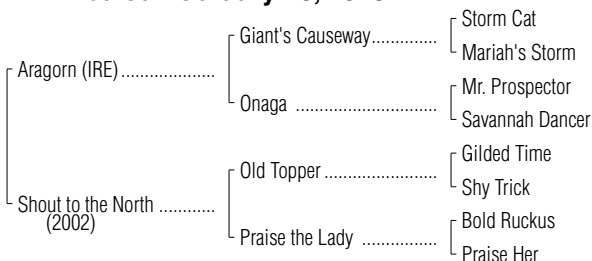 Storm Cat
Giant's Causeway
Mariah's Storm
Aragorn (IRE)
Mr. Prospector
Onaga
Savannah Dancer
Gilded Time
Old Topper
Shy Trick
Shout to the North
(2002)
Bold Ruckus
Praise the Lady
Praise Her